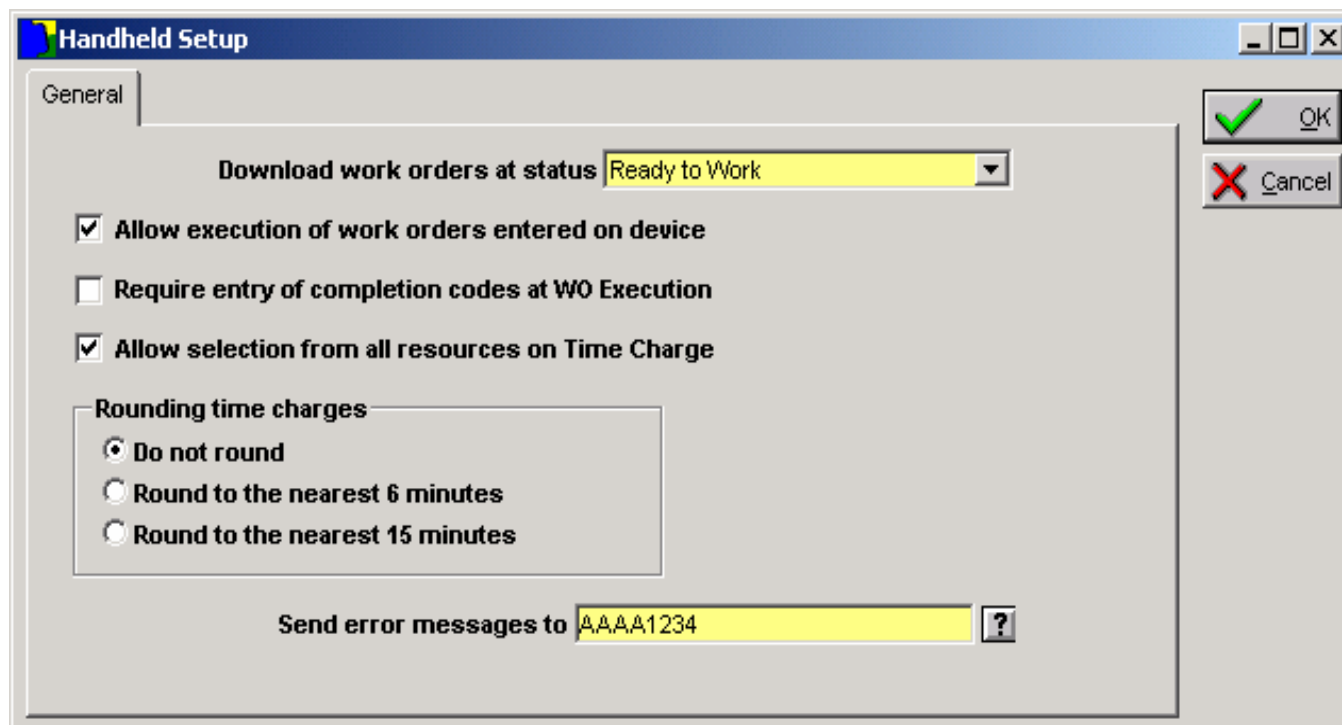 Handheld Setup
General
OK
Cancel
Download work orders at status Ready to Work
Allow execution of work orders entered on device
Require entry of completion codes at WO Execution
Allow selection from all resources on Time Charge
Rounding time charges
Do not round
Round to the nearest 6 minutes
Round to the nearest 15 minutes
Send error messages to AAAA1234 ?